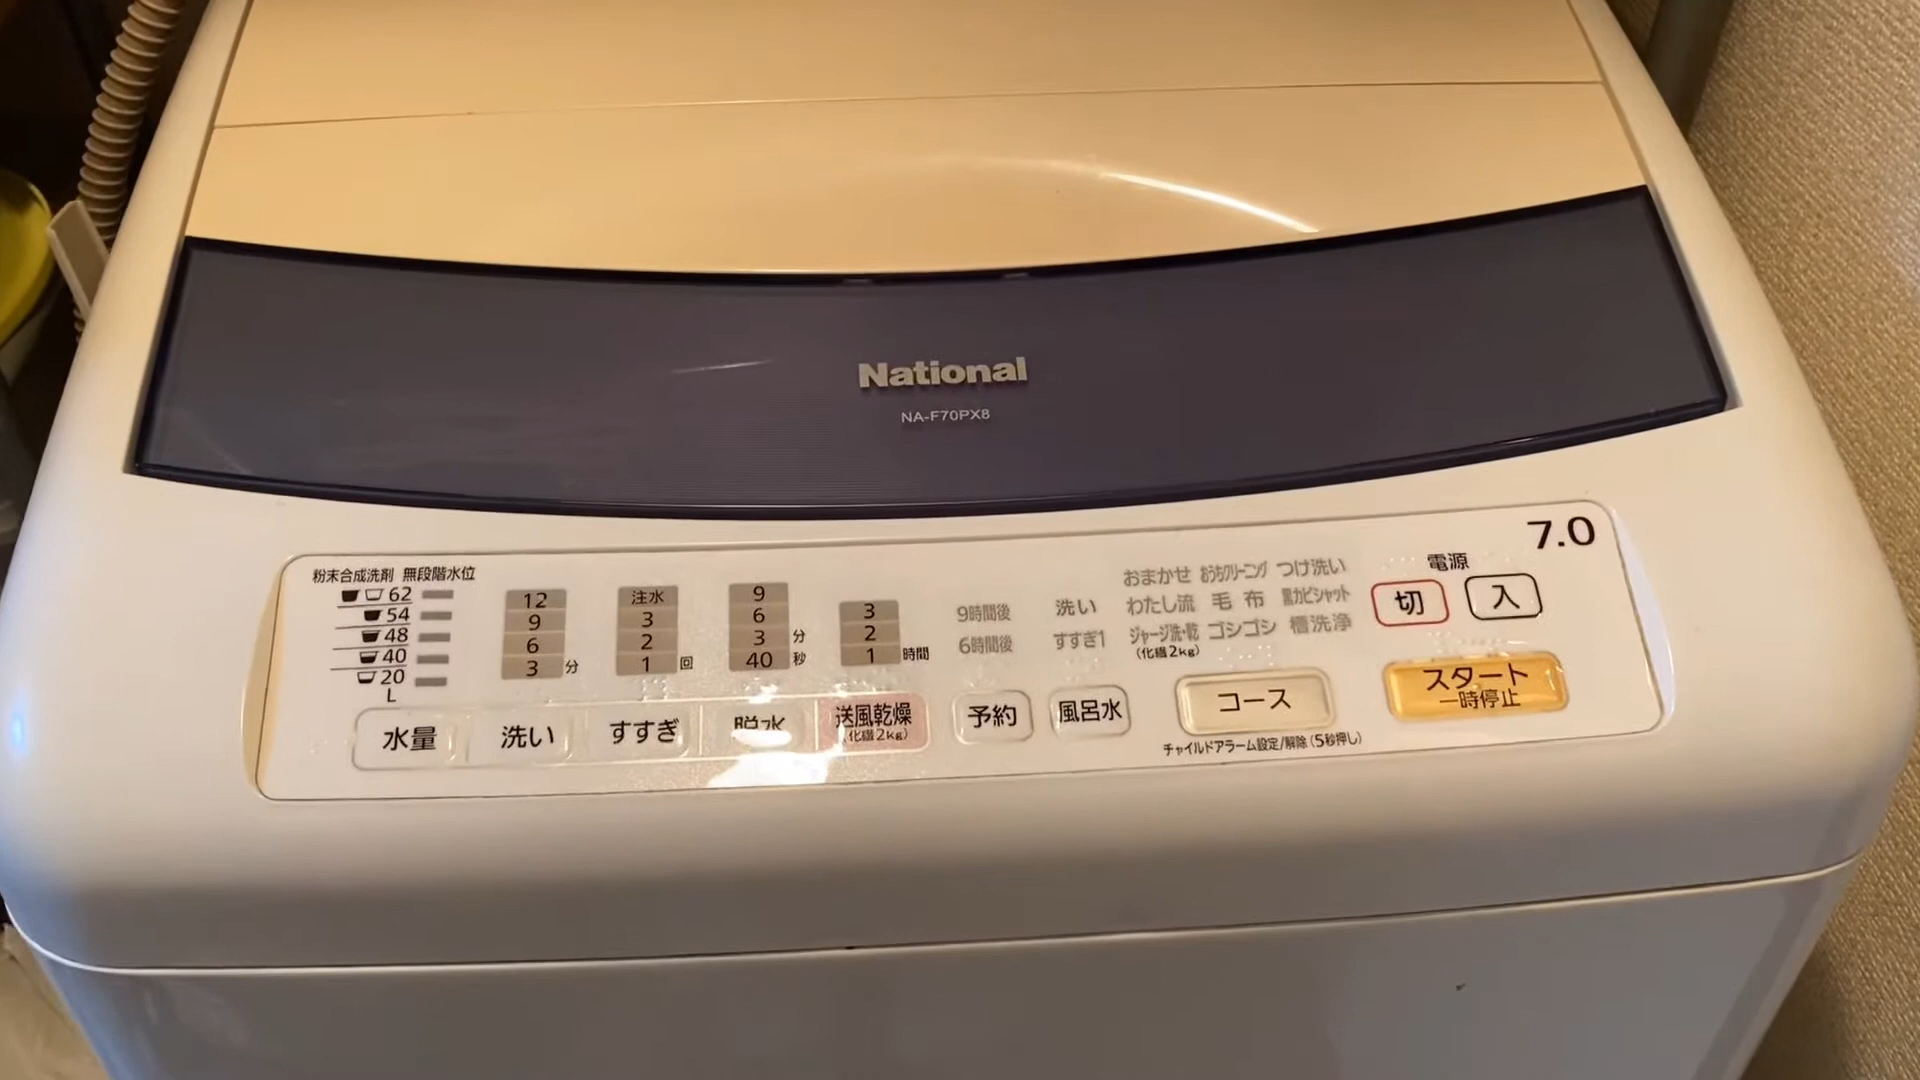 National
NA-F70PX8
7.0
粉末合成洗剤 無段階水位
62
54
48
40
20
L
12
9
6
3 分
注水
3
2
1 回
9
6
3 分
40 秒
3
2
1 時間
9時間後
6時間後
洗い
すすぎ1
おまかせ おうちクリーニング つけ洗い
わたし流 毛布 黒カビシャット
ジャージ洗・乾 ゴシゴシ 槽洗浄
(化繊2kg)
電源
切 入
水量 洗い すすぎ 脱水 送風乾燥
(化繊2kg)
予約 風呂水
コース
チャイルドアラーム設定/解除(5秒押し)
スタート
一時停止